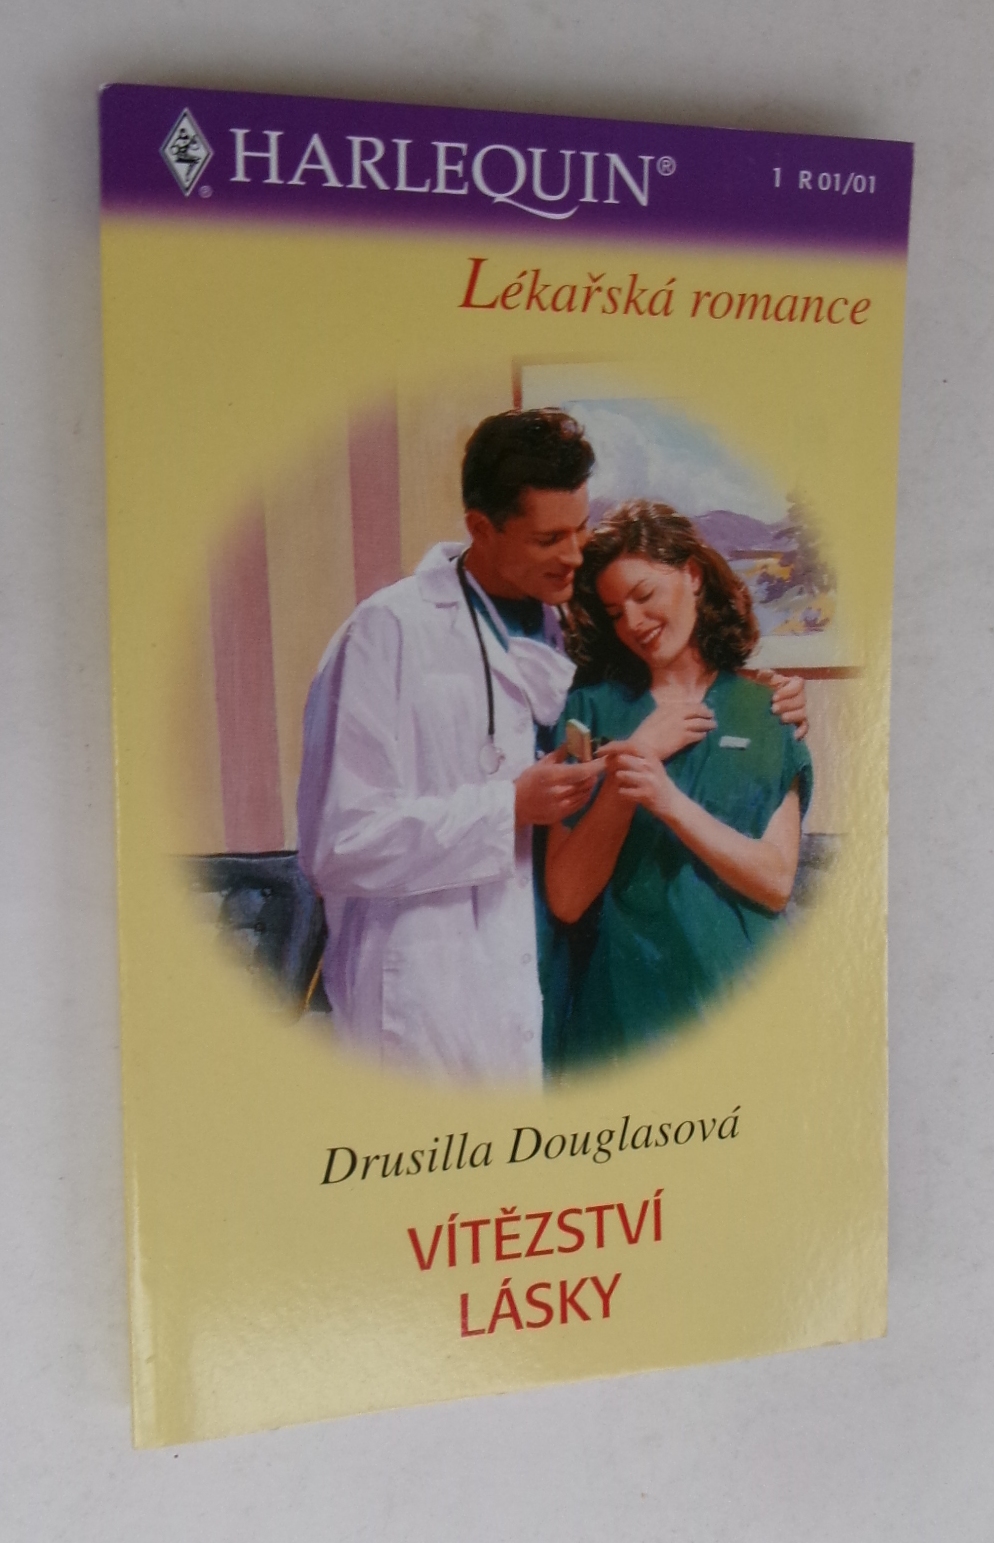 HARLEQUIN®
1 R 01/01
Lékařská romance
Drusilla Douglasová
VÍTĚZSTVÍ
LÁSKY